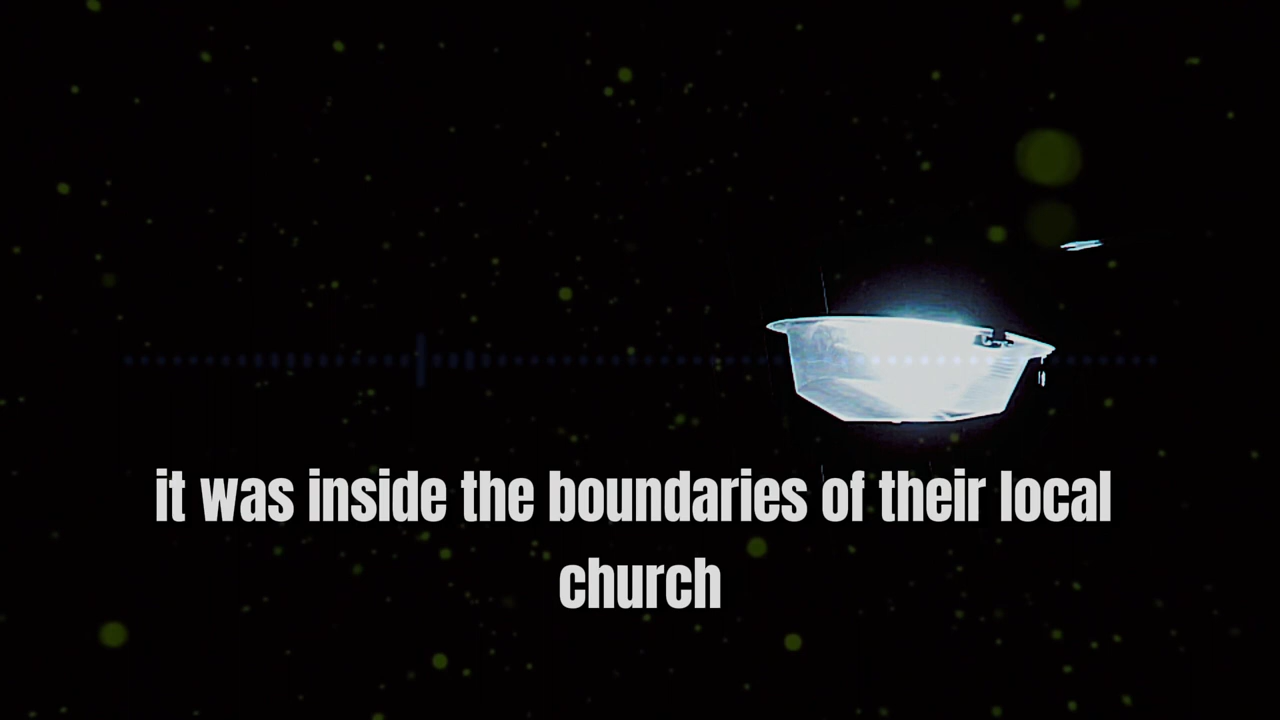 it was inside the boundaries of their local
church